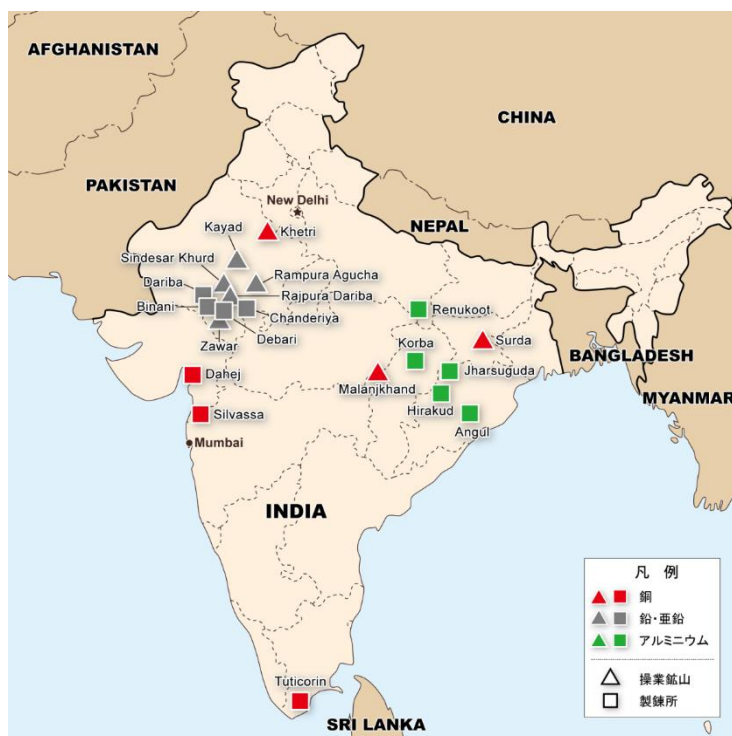 AFGHANISTAN
CHINA
PAKISTAN
New Delhi
NEPAL
Kayad
Khetri
Sindesar Khurd
Rampura Agucha
Dariba
Rajpura Dariba
Binani
Chanderiya
Debari
Zawar
Renukoot
Korba
Surda
BANGLADESH
Jharsuguda
Dahej
Malanjkhand
MYANMAR
Hirakud
Silvassa
Angul
Mumbai
INDIA
凡 例
銅
鉛・亜鉛
アルミニウム
操業鉱山
製錬所
Tuticorin
SRI LANKA